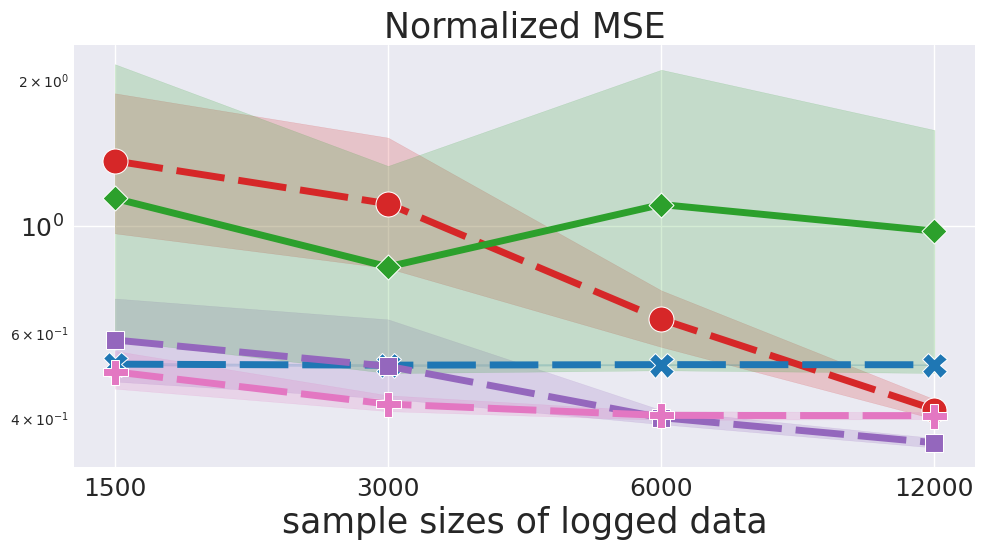 Normalized MSE
2 × 10⁰
10⁰
6 × 10⁻¹
4 × 10⁻¹
1500 3000 6000 12000
sample sizes of logged data